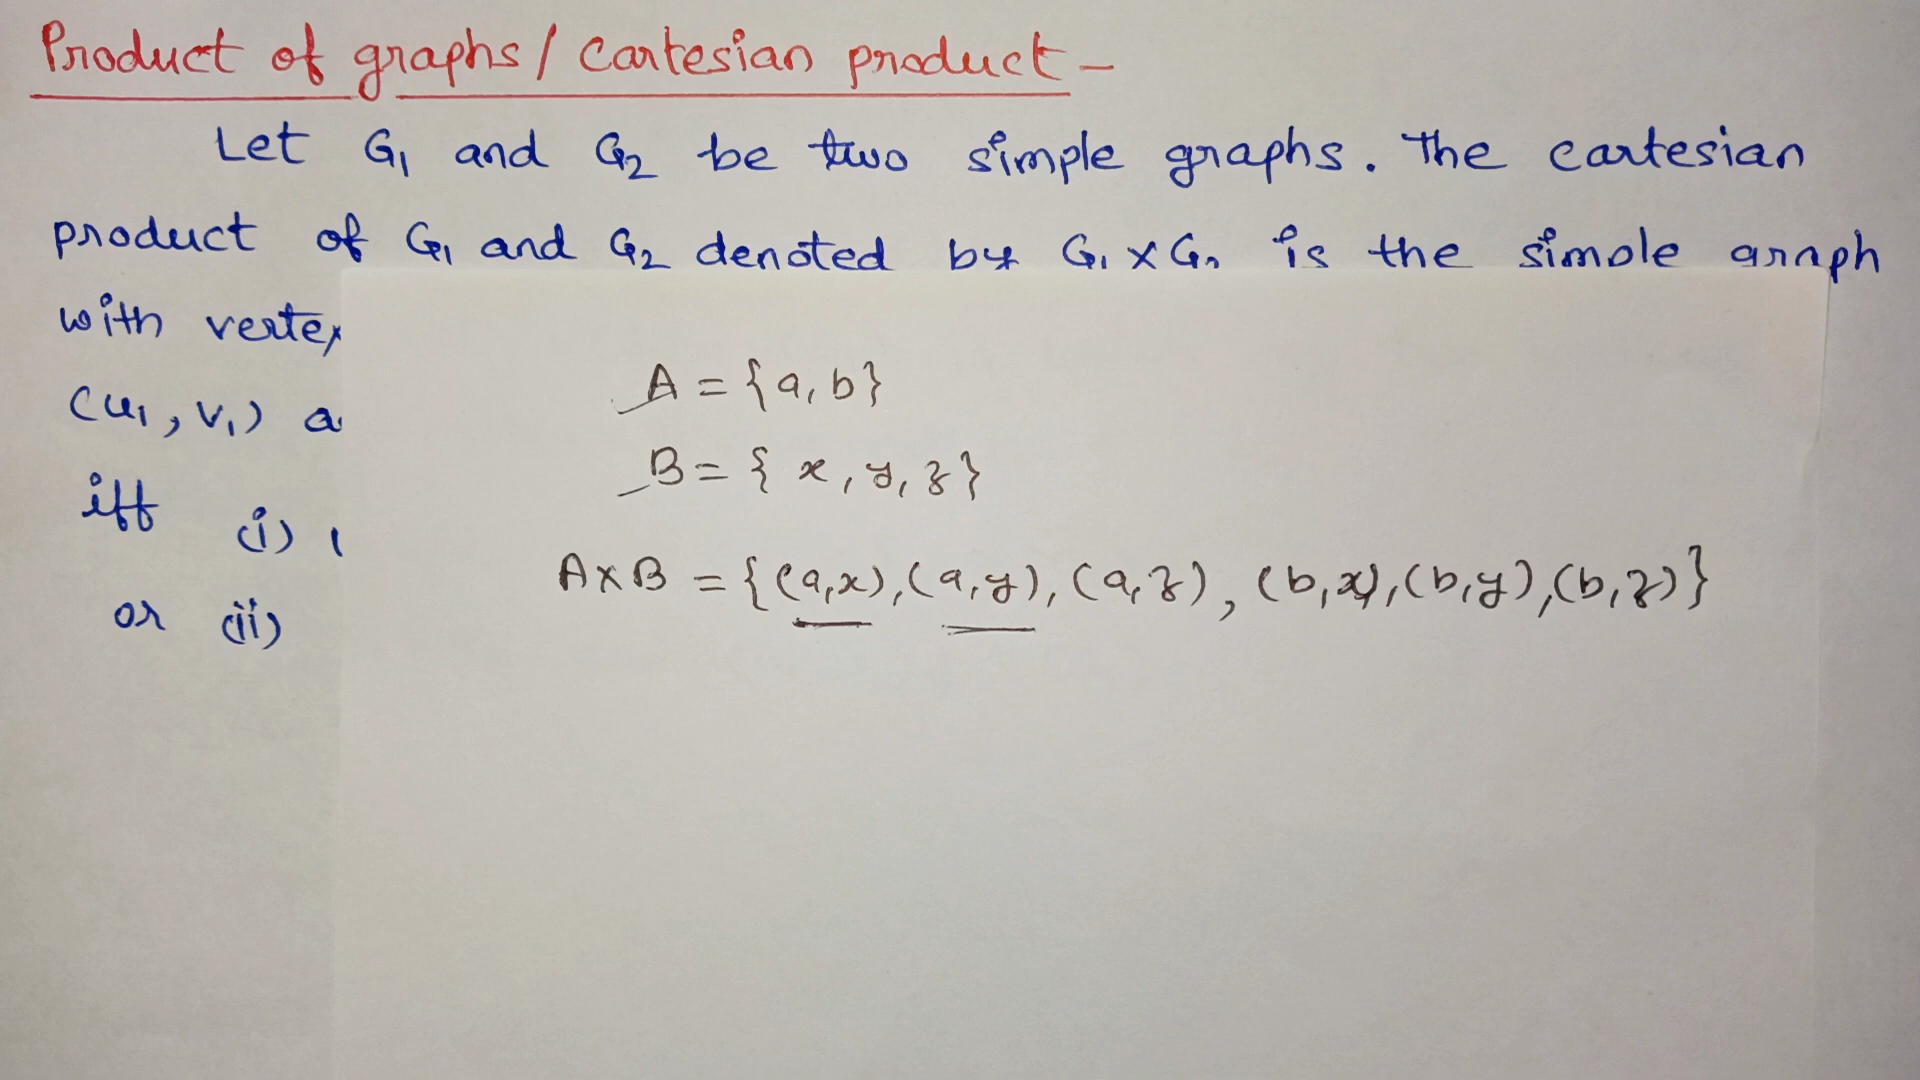 Product of graphs / Cartesian product -
Let G₁ and G₂ be two simple graphs. The cartesian
product of G₁ and G₂ denoted by G₁ x G₂ is the simple graph
with vertex
(u₁, v₁) a
iff (i) (
or (ii)
A = {a, b}
B = { x, y, z}
A x B = {(a,x), (a,y), (a,z), (b,x), (b,y), (b,z)}